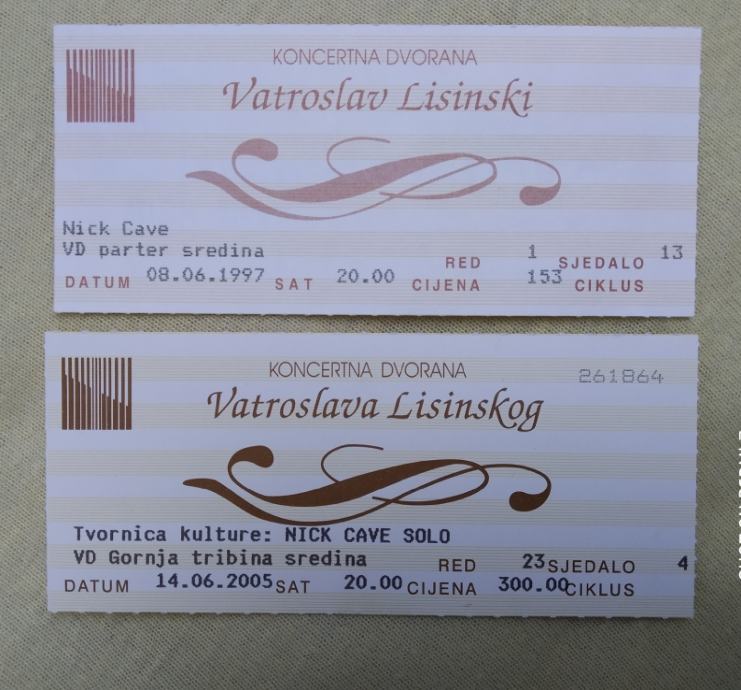 KONCERTNA DVORANA
Vatroslav Lisinski
Nick Cave
VD parter sredina
RED 1 SJEDALO 13
DATUM 08.06.1997 SAT 20.00 CIJENA 153 CIKLUS
KONCERTNA DVORANA 261864
Vatroslava Lisinskog
Tvornica kulture: NICK CAVE SOLO
VD Gornja tribina sredina RED 23 SJEDALO 4
DATUM 14.06.2005 SAT 20.00 CIJENA 300.00 CIKLUS